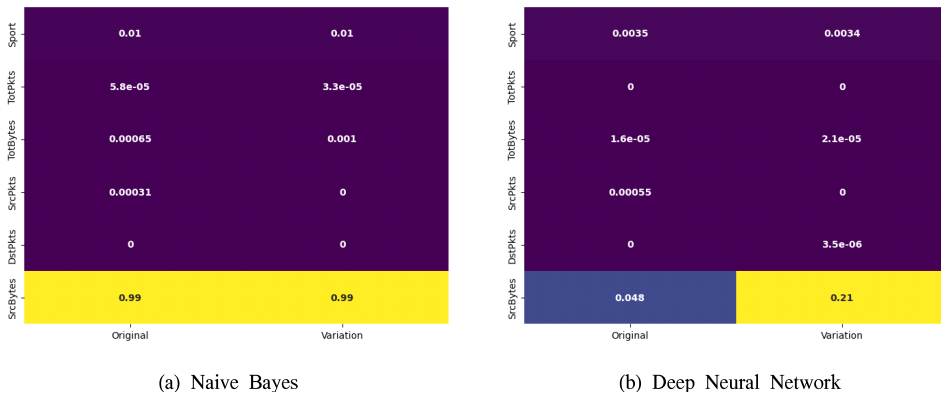 Sport 0.01 0.01
TotPkts 5.8e-05 3.3e-05
TotBytes 0.00065 0.001
SrcPkts 0.00031 0
DstPkts 0 0
SrcBytes 0.99 0.99
Original Variation
(a) Naive Bayes
Sport 0.0035 0.0034
TotPkts 0 0
TotBytes 1.6e-05 2.1e-05
SrcPkts 0.00055 0
DstPkts 0 3.5e-06
SrcBytes 0.048 0.21
Original Variation
(b) Deep Neural Network